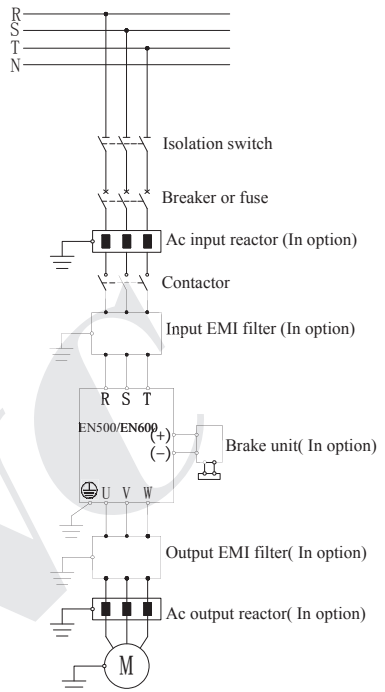 R
S
T
N
Isolation switch
Breaker or fuse
Ac input reactor (In option)
Contactor
Input EMI filter (In option)
R S T
EN500/EN600
(+)
(−)
Brake unit( In option)
U V W
Output EMI filter( In option)
Ac output reactor( In option)
M